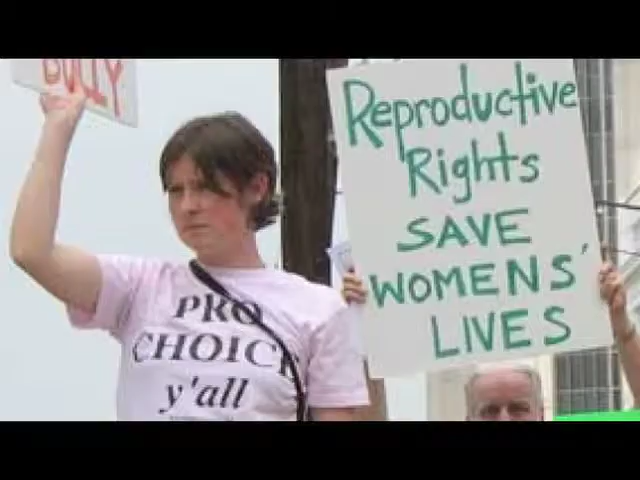 BULLY
Reproductive
Rights
SAVE
WOMENS'
LIVES
PRO
CHOICE
y'all